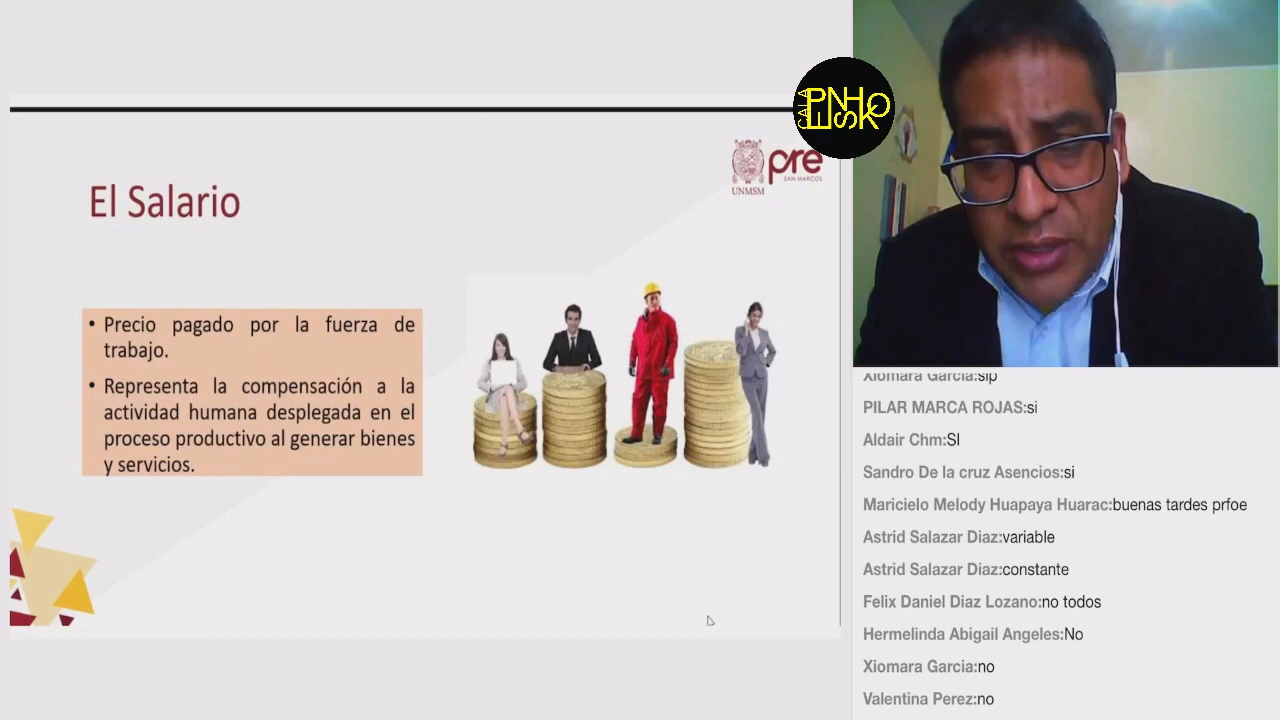 El Salario
UNMSM
pre
SAN MARCOS
• Precio pagado por la fuerza de
trabajo.
• Representa la compensación a la
actividad humana desplegada en el
proceso productivo al generar bienes
y servicios.
Xiomara Garcia:sip
PILAR MARCA ROJAS:si
Aldair Chm:SI
Sandro De la cruz Asencios:si
Maricielo Melody Huapaya Huarac:buenas tardes prfoe
Astrid Salazar Diaz:variable
Astrid Salazar Diaz:constante
Felix Daniel Diaz Lozano:no todos
Hermelinda Abigail Angeles:No
Xiomara Garcia:no
Valentina Perez:no